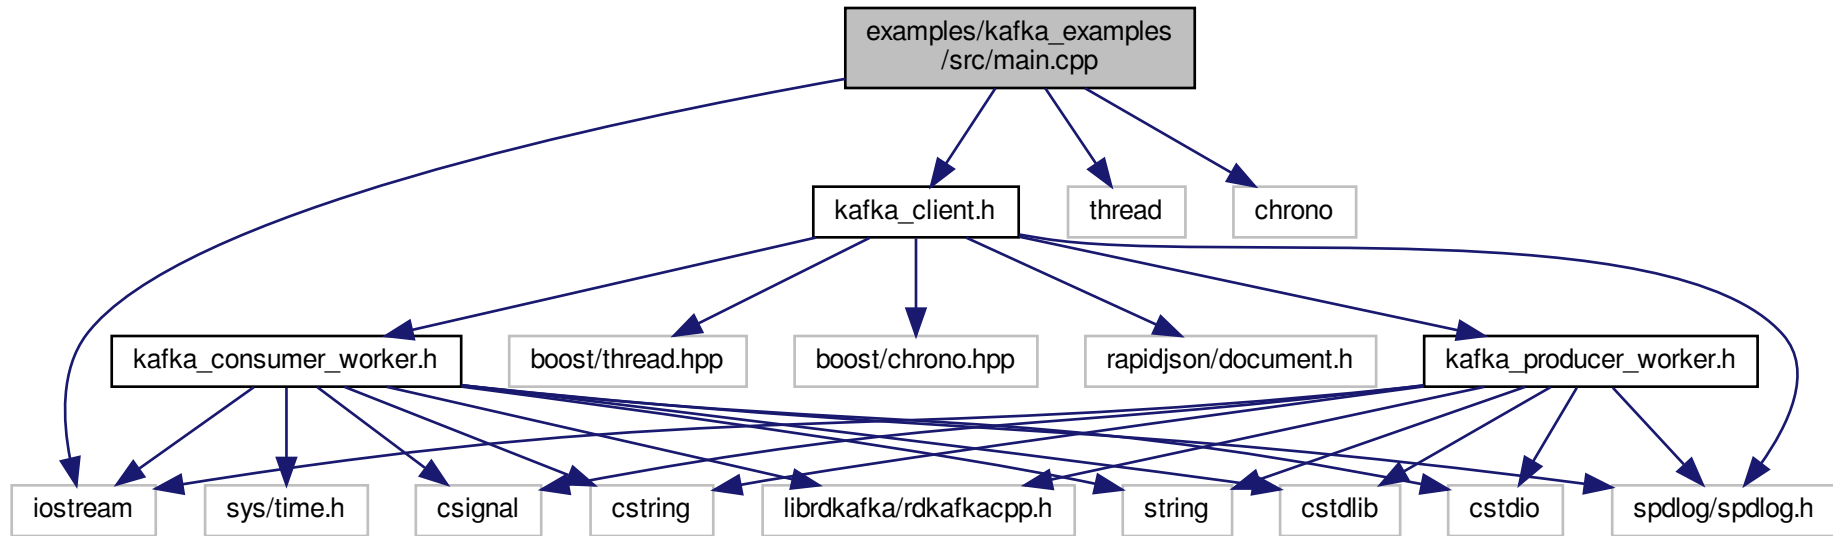 examples/kafka_examples
/src/main.cpp
kafka_client.h
thread
chrono
kafka_consumer_worker.h
boost/thread.hpp
boost/chrono.hpp
rapidjson/document.h
kafka_producer_worker.h
iostream
sys/time.h
csignal
cstring
librdkafka/rdkafkacpp.h
string
cstdlib
cstdio
spdlog/spdlog.h